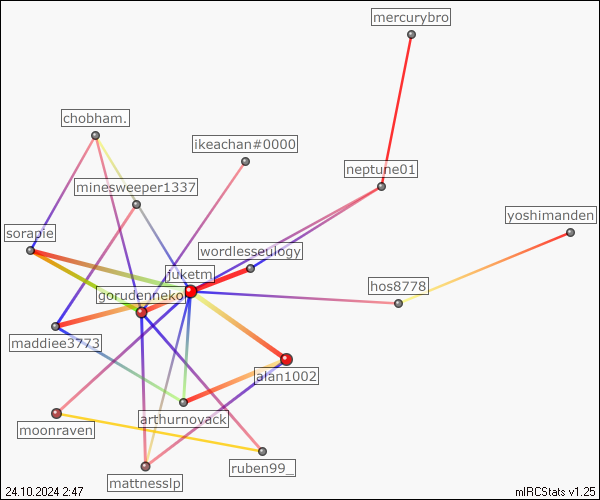 mercurybro
chobham.
ikeachan#0000
neptune01
minesweeper1337
yoshimanden
sorapie
wordlesseulogy
juketm
hos8778
gorudenneko
maddiee3773
alan1002
arthurnovack
moonraven
ruben99_
mattnesslp
24.10.2024 2:47
mIRCStats v1.25